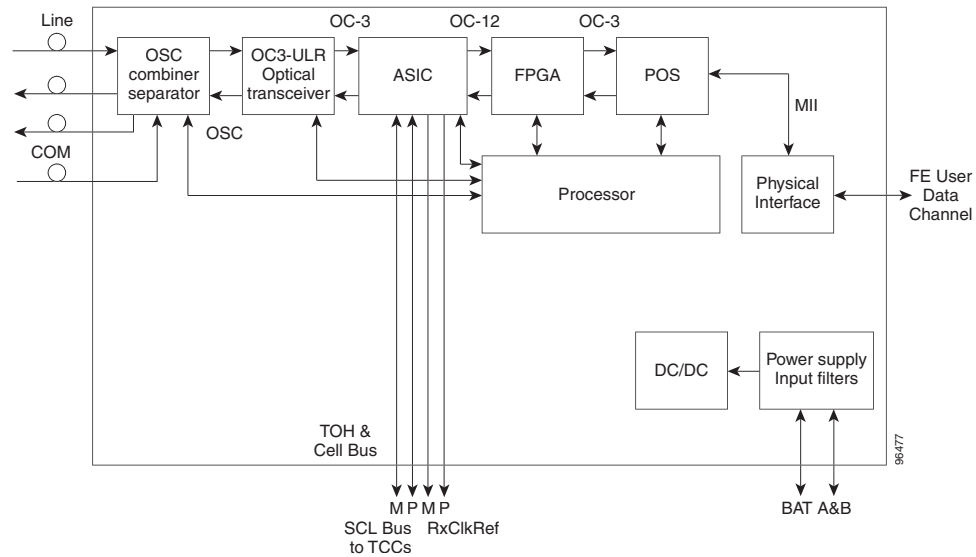 Line
OC-3
OC-12
OC-3
OSC
combiner
separator
OC3-ULR
Optical
transceiver
ASIC
FPGA
POS
MII
OSC
COM
Processor
Physical
Interface
FE User
Data
Channel
DC/DC
Power supply
Input filters
TOH &
Cell Bus
96477
M P M P
BAT A&B
SCL Bus
to TCCs
RxClkRef